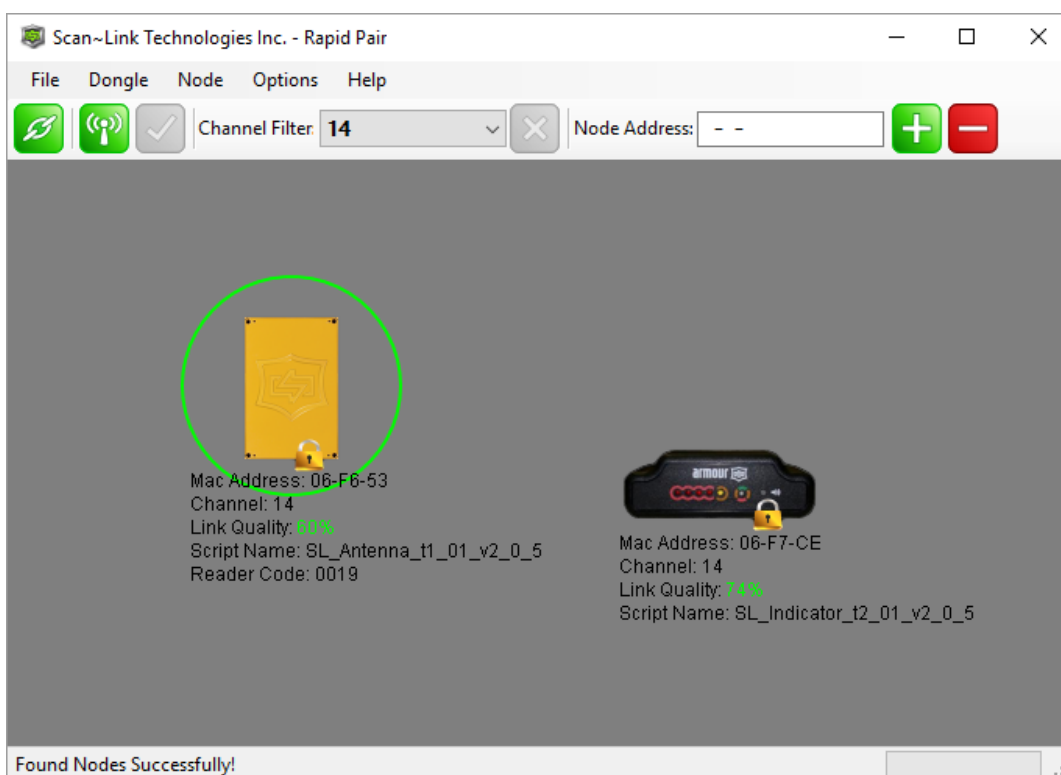 Scan~Link Technologies Inc. - Rapid Pair
File Dongle Node Options Help
Channel Filter: 14 Node Address: - -
Mac Address: 06-F6-53
Channel: 14
Link Quality: 60%
Script Name: SL_Antenna_t1_01_v2_0_5
Reader Code: 0019
armour
Mac Address: 06-F7-CE
Channel: 14
Link Quality: 74%
Script Name: SL_Indicator_t2_01_v2_0_5
Found Nodes Successfully!